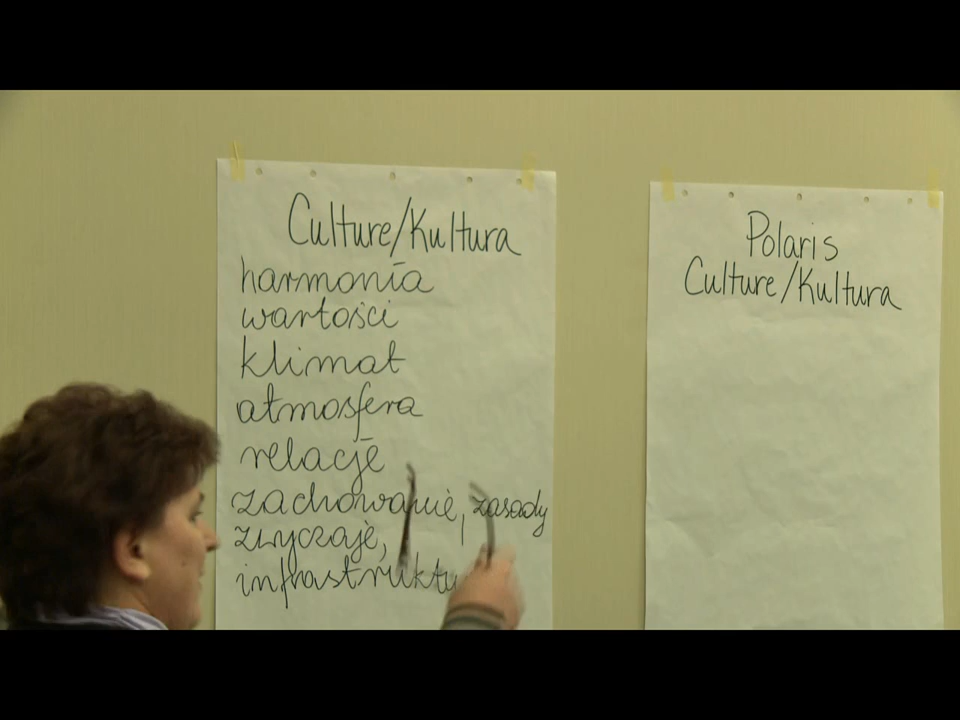 Culture/Kultura
harmonia
wartości
klimat
atmosfera
relacje
zachowanie, zasady
zwyczaje,
Polaris
Culture/Kultura